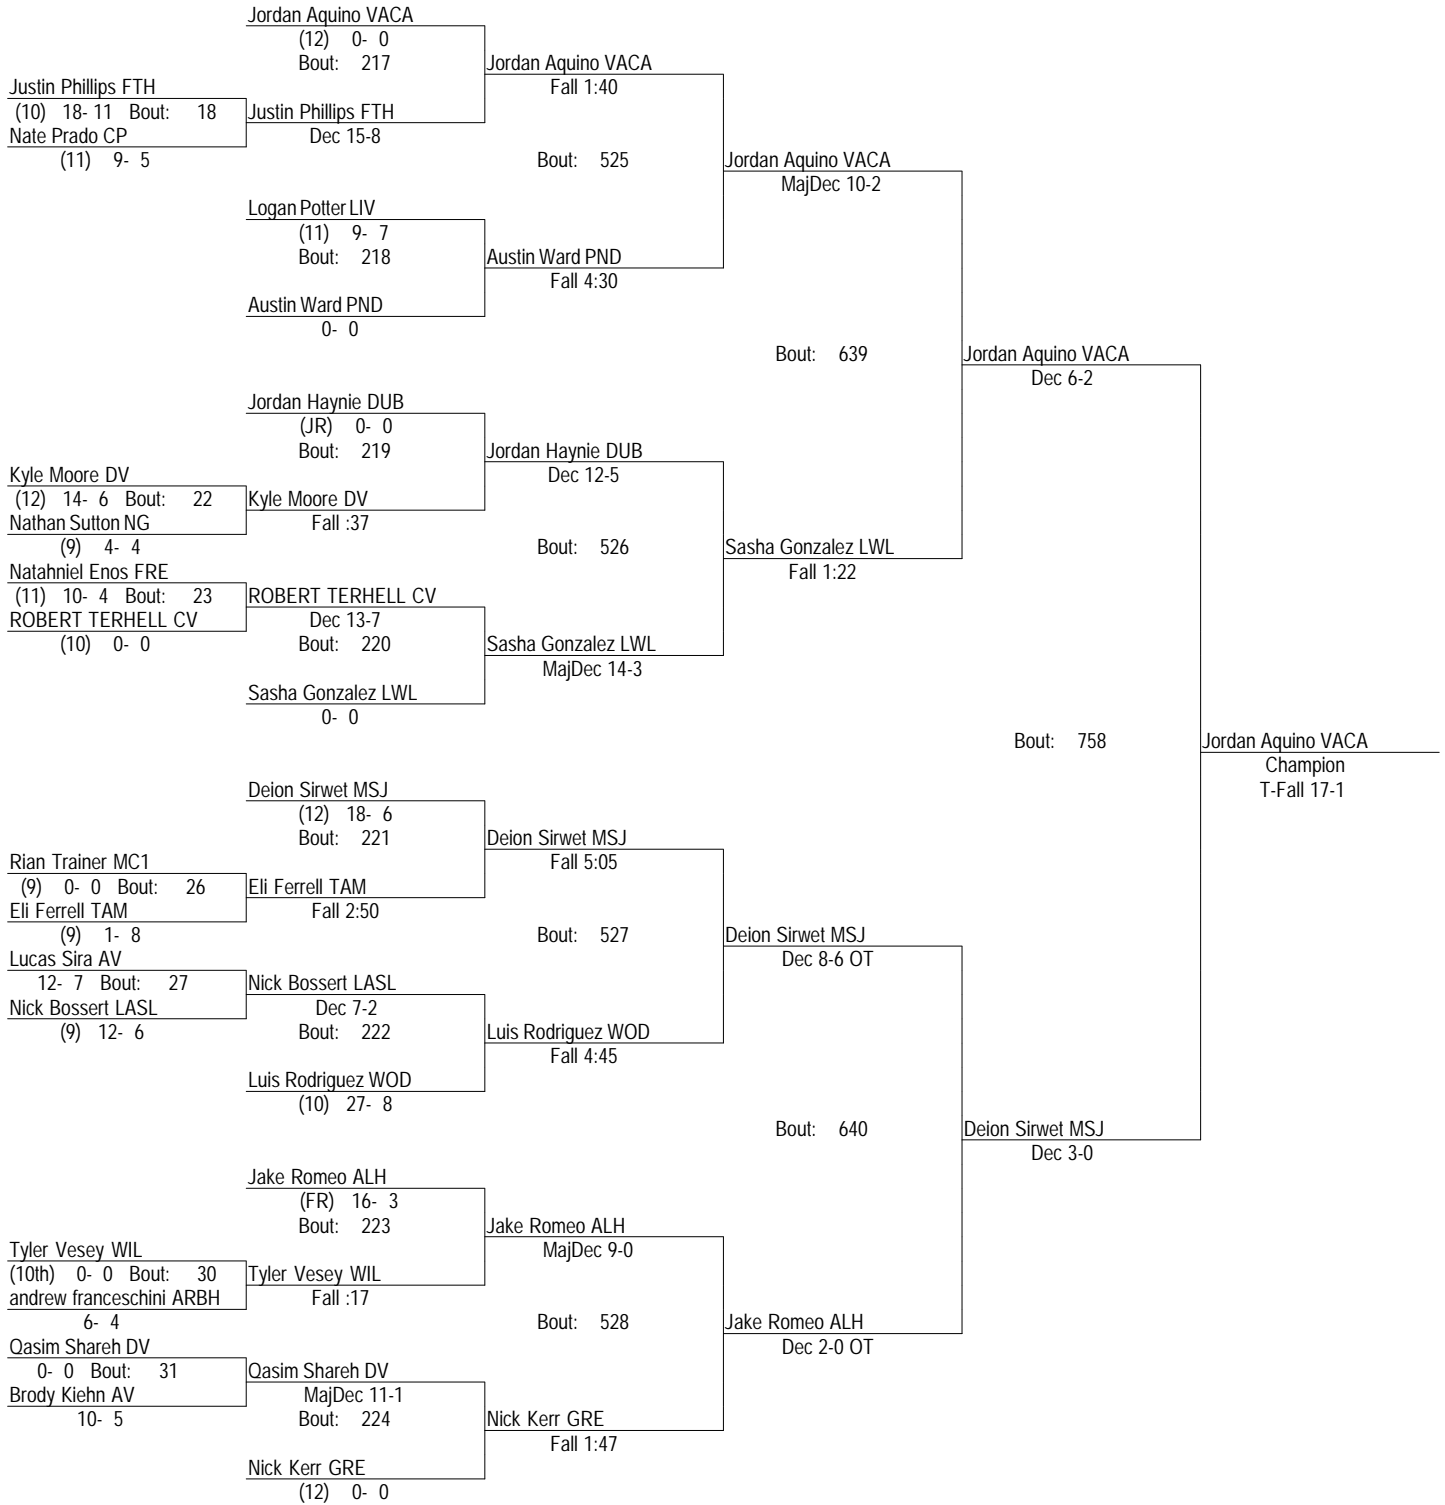 Jordan Aquino VACA
(12) 0- 0
Bout: 217
Jordan Aquino VACA
Fall 1:40
Justin Phillips FTH
(10) 18- 11 Bout: 18
Justin Phillips FTH
Nate Prado CP
Dec 15-8
(11) 9- 5
Bout: 525
Jordan Aquino VACA
MajDec 10-2
Logan Potter LIV
(11) 9- 7
Bout: 218
Austin Ward PND
Fall 4:30
Austin Ward PND
0- 0
Bout: 639
Jordan Aquino VACA
Dec 6-2
Jordan Haynie DUB
(JR) 0- 0
Bout: 219
Jordan Haynie DUB
Dec 12-5
Kyle Moore DV
(12) 14- 6 Bout: 22
Kyle Moore DV
Nathan Sutton NG
Fall :37
(9) 4- 4
Bout: 526
Sasha Gonzalez LWL
Fall 1:22
Natahniel Enos FRE
(11) 10- 4 Bout: 23
ROBERT TERHELL CV
ROBERT TERHELL CV
Dec 13-7
(10) 0- 0
Bout: 220
Sasha Gonzalez LWL
MajDec 14-3
Sasha Gonzalez LWL
0- 0
Bout: 758
Jordan Aquino VACA
Champion
T-Fall 17-1
Deion Sirwet MSJ
(12) 18- 6
Bout: 221
Deion Sirwet MSJ
Fall 5:05
Rian Trainer MC1
(9) 0- 0 Bout: 26
Eli Ferrell TAM
Eli Ferrell TAM
Fall 2:50
(9) 1- 8
Bout: 527
Deion Sirwet MSJ
Dec 8-6 OT
Lucas Sira AV
12- 7 Bout: 27
Nick Bossert LASL
Nick Bossert LASL
Dec 7-2
(9) 12- 6
Bout: 222
Luis Rodriguez WOD
Fall 4:45
Luis Rodriguez WOD
(10) 27- 8
Bout: 640
Deion Sirwet MSJ
Dec 3-0
Jake Romeo ALH
(FR) 16- 3
Bout: 223
Jake Romeo ALH
MajDec 9-0
Tyler Vesey WIL
(10th) 0- 0 Bout: 30
Tyler Vesey WIL
andrew franceschini ARBH
Fall :17
6- 4
Bout: 528
Jake Romeo ALH
Dec 2-0 OT
Qasim Shareh DV
0- 0 Bout: 31
Qasim Shareh DV
Brody Kiehn AV
MajDec 11-1
10- 5
Bout: 224
Nick Kerr GRE
Fall 1:47
Nick Kerr GRE
(12) 0- 0